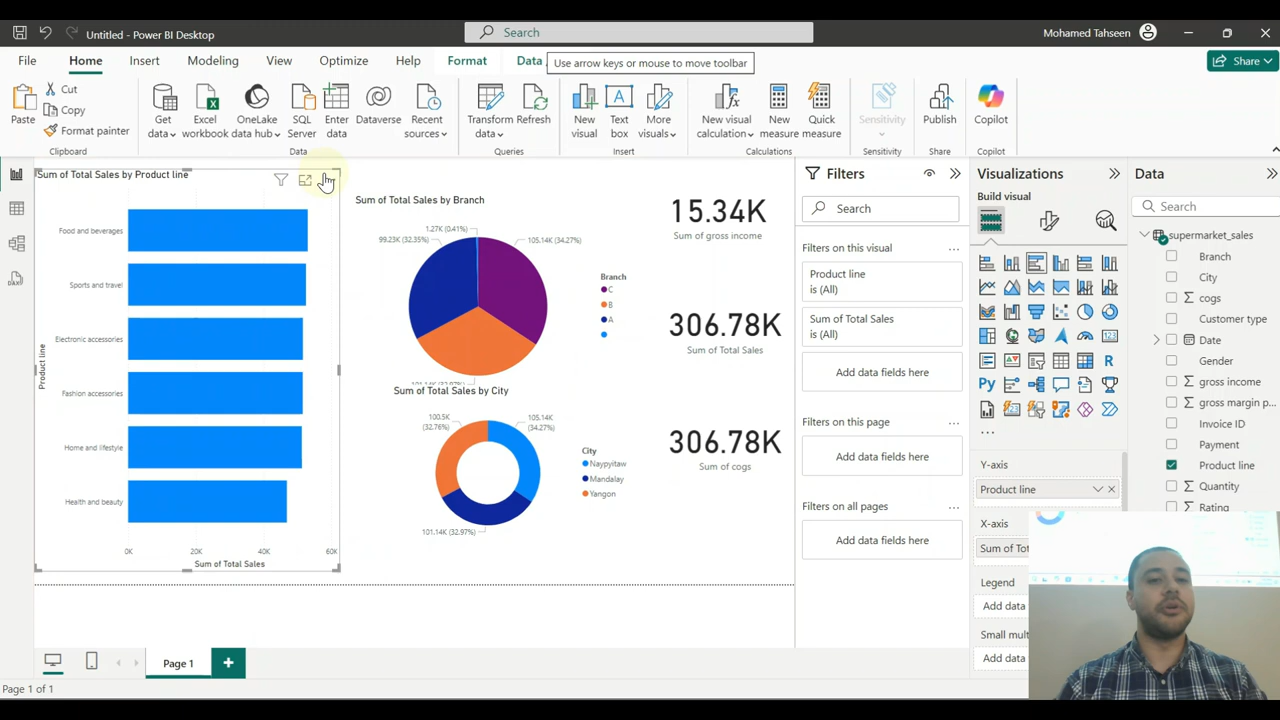 Untitled - Power BI Desktop
Search
Mohamed Tahseen
File
Home
Insert
Modeling
View
Optimize
Help
Format
Data
Use arrow keys or mouse to move toolbar
Share
Paste
Cut
Copy
Format painter
Clipboard
Get data
Excel workbook
OneLake data hub
SQL Server
Enter data
Dataverse
Recent sources
Data
Transform data
Refresh
Queries
New visual
Text box
More visuals
Insert
New visual calculation
New measure
Quick measure
Calculations
Sensitivity
Sensitivity
Publish
Share
Copilot
Copilot
Sum of Total Sales by Product line
Product line
Food and beverages
Sports and travel
Electronic accessories
Fashion accessories
Home and lifestyle
Health and beauty
0K 20K 40K 60K
Sum of Total Sales
Sum of Total Sales by Branch
1.27K (0.41%)
99.23K (32.35%)
105.14K (34.27%)
101.14K (32.97%)
Branch
C
B
A
Sum of Total Sales by City
100.5K (32.76%)
105.14K (34.27%)
101.14K (32.97%)
City
Naypyitaw
Mandalay
Yangon
15.34K
Sum of gross income
306.78K
Sum of Total Sales
306.78K
Sum of cogs
Filters
Search
Filters on this visual
Product line
is (All)
Sum of Total Sales
is (All)
Add data fields here
Filters on this page
Add data fields here
Filters on all pages
Add data fields here
Visualizations
Build visual
Y-axis
Product line
X-axis
Sum of Tot
Legend
Add data
Small mult
Add data
Data
Search
supermarket_sales
Branch
City
cogs
Customer type
Date
Gender
gross income
gross margin p...
Invoice ID
Payment
Product line
Quantity
Rating
Page 1
Page 1 of 1